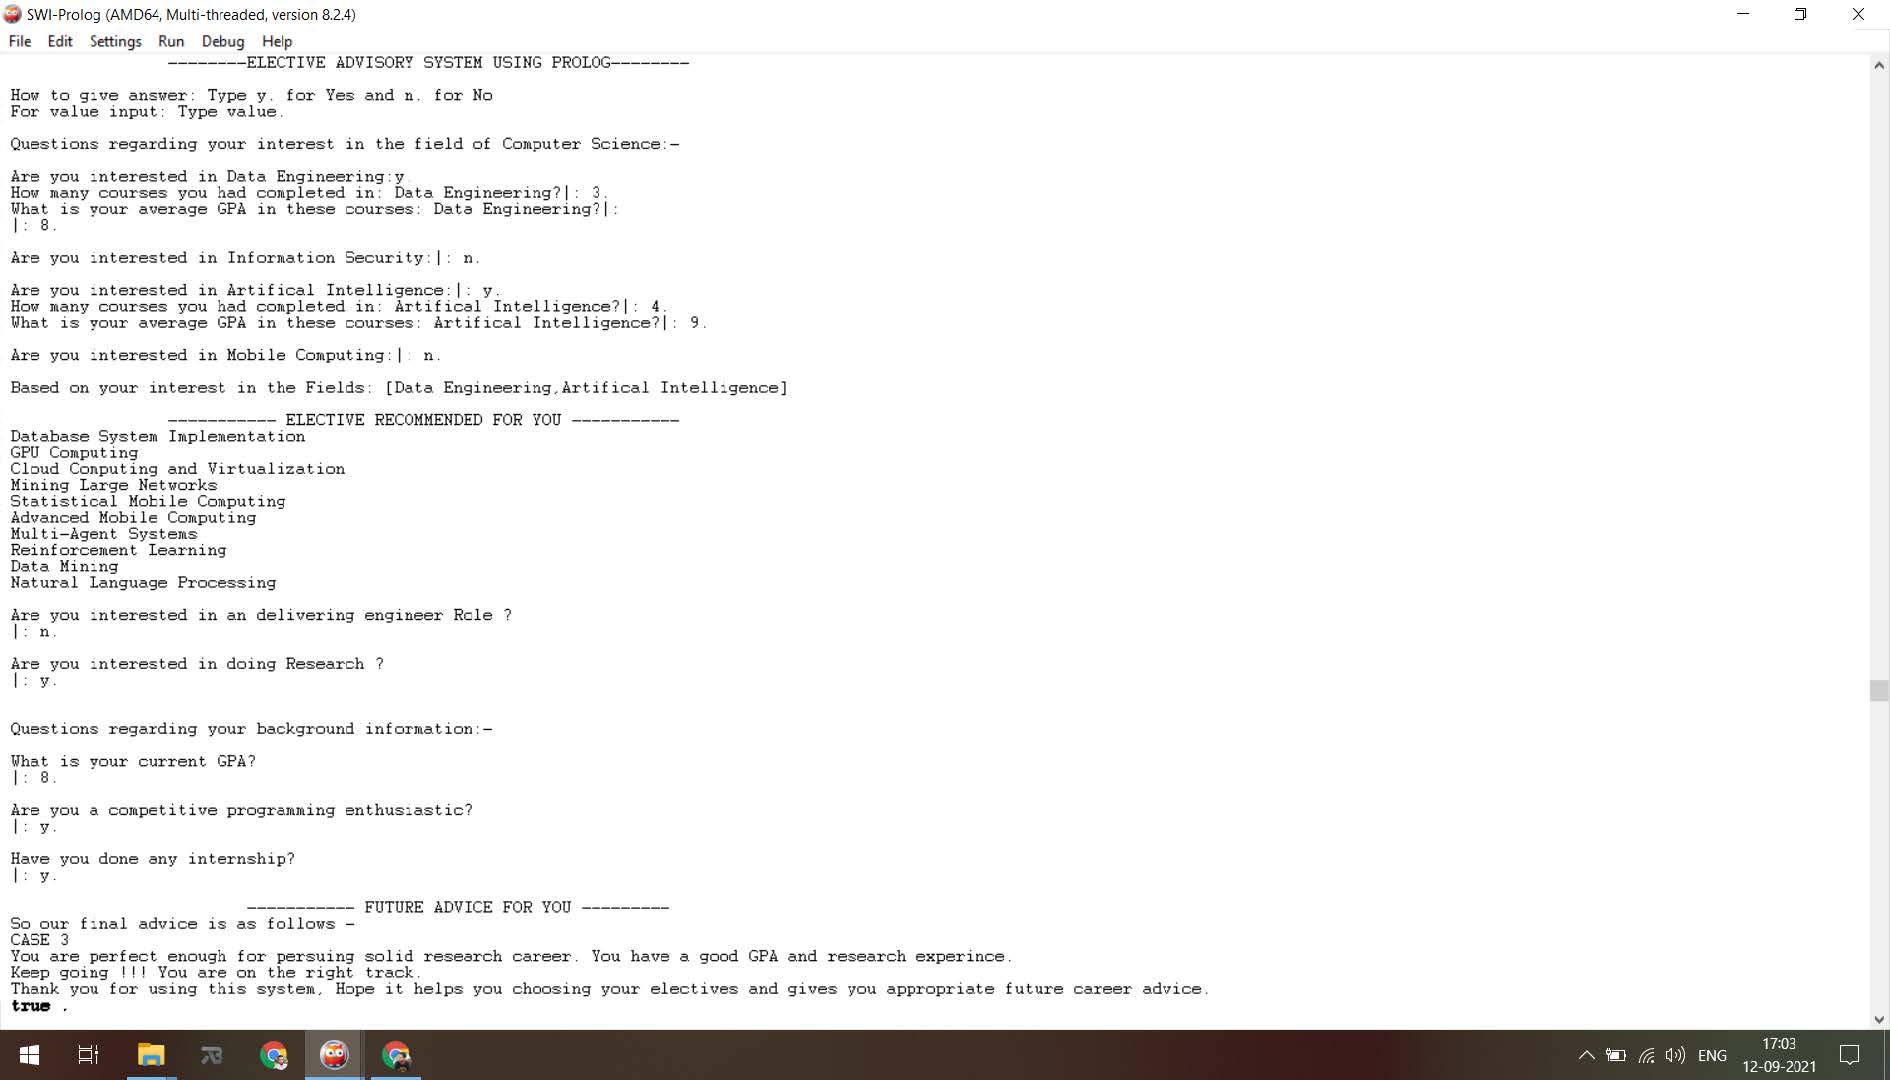 SWI-Prolog (AMD64, Multi-threaded, version 8.2.4)
File Edit Settings Run Debug Help
--------ELECTIVE ADVISORY SYSTEM USING PROLOG--------
How to give answer: Type y. for Yes and n. for No
For value input: Type value.
Questions regarding your interest in the field of Computer Science:-
Are you interested in Data Engineering:y.
How many courses you had completed in: Data Engineering?|: 3.
What is your average GPA in these courses: Data Engineering?|:
|: 8.
Are you interested in Information Security:|: n.
Are you interested in Artifical Intelligence:|: y.
How many courses you had completed in: Artifical Intelligence?|: 4.
What is your average GPA in these courses: Artifical Intelligence?|: 9.
Are you interested in Mobile Computing:|: n.
Based on your interest in the Fields: [Data Engineering,Artifical Intelligence]
----------- ELECTIVE RECOMMENDED FOR YOU -----------
Database System Implementation
GPU Computing
Cloud Computing and Virtualization
Mining Large Networks
Statistical Mobile Computing
Advanced Mobile Computing
Multi-Agent Systems
Reinforcement Learning
Data Mining
Natural Language Processing
Are you interested in an delivering engineer Role ?
|: n.
Are you interested in doing Research ?
|: y.
Questions regarding your background information:-
What is your current GPA?
|: 8.
Are you a competitive programming enthusiastic?
|: y.
Have you done any internship?
|: y.
----------- FUTURE ADVICE FOR YOU ---------
So our final advice is as follows -
CASE 3
You are perfect enough for persuing solid research career. You have a good GPA and research experince.
Keep going !!! You are on the right track.
Thank you for using this system, Hope it helps you choosing your electives and gives you appropriate future career advice.
true .
ENG
17:03
12-09-2021